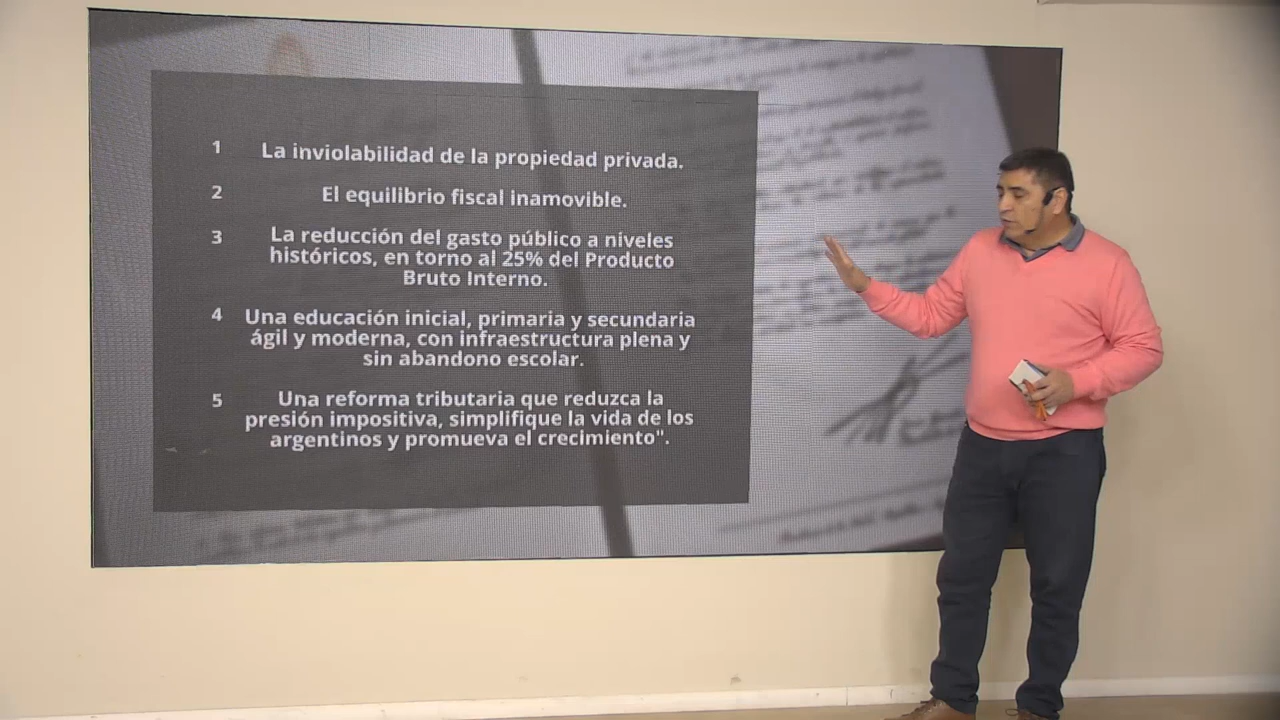 1 La inviolabilidad de la propiedad privada.
2 El equilibrio fiscal inamovible.
3 La reducción del gasto público a niveles
históricos, en torno al 25% del Producto
Bruto Interno.
4 Una educación inicial, primaria y secundaria
ágil y moderna, con infraestructura plena y
sin abandono escolar.
5 Una reforma tributaria que reduzca la
presión impositiva, simplifique la vida de los
argentinos y promueva el crecimiento".